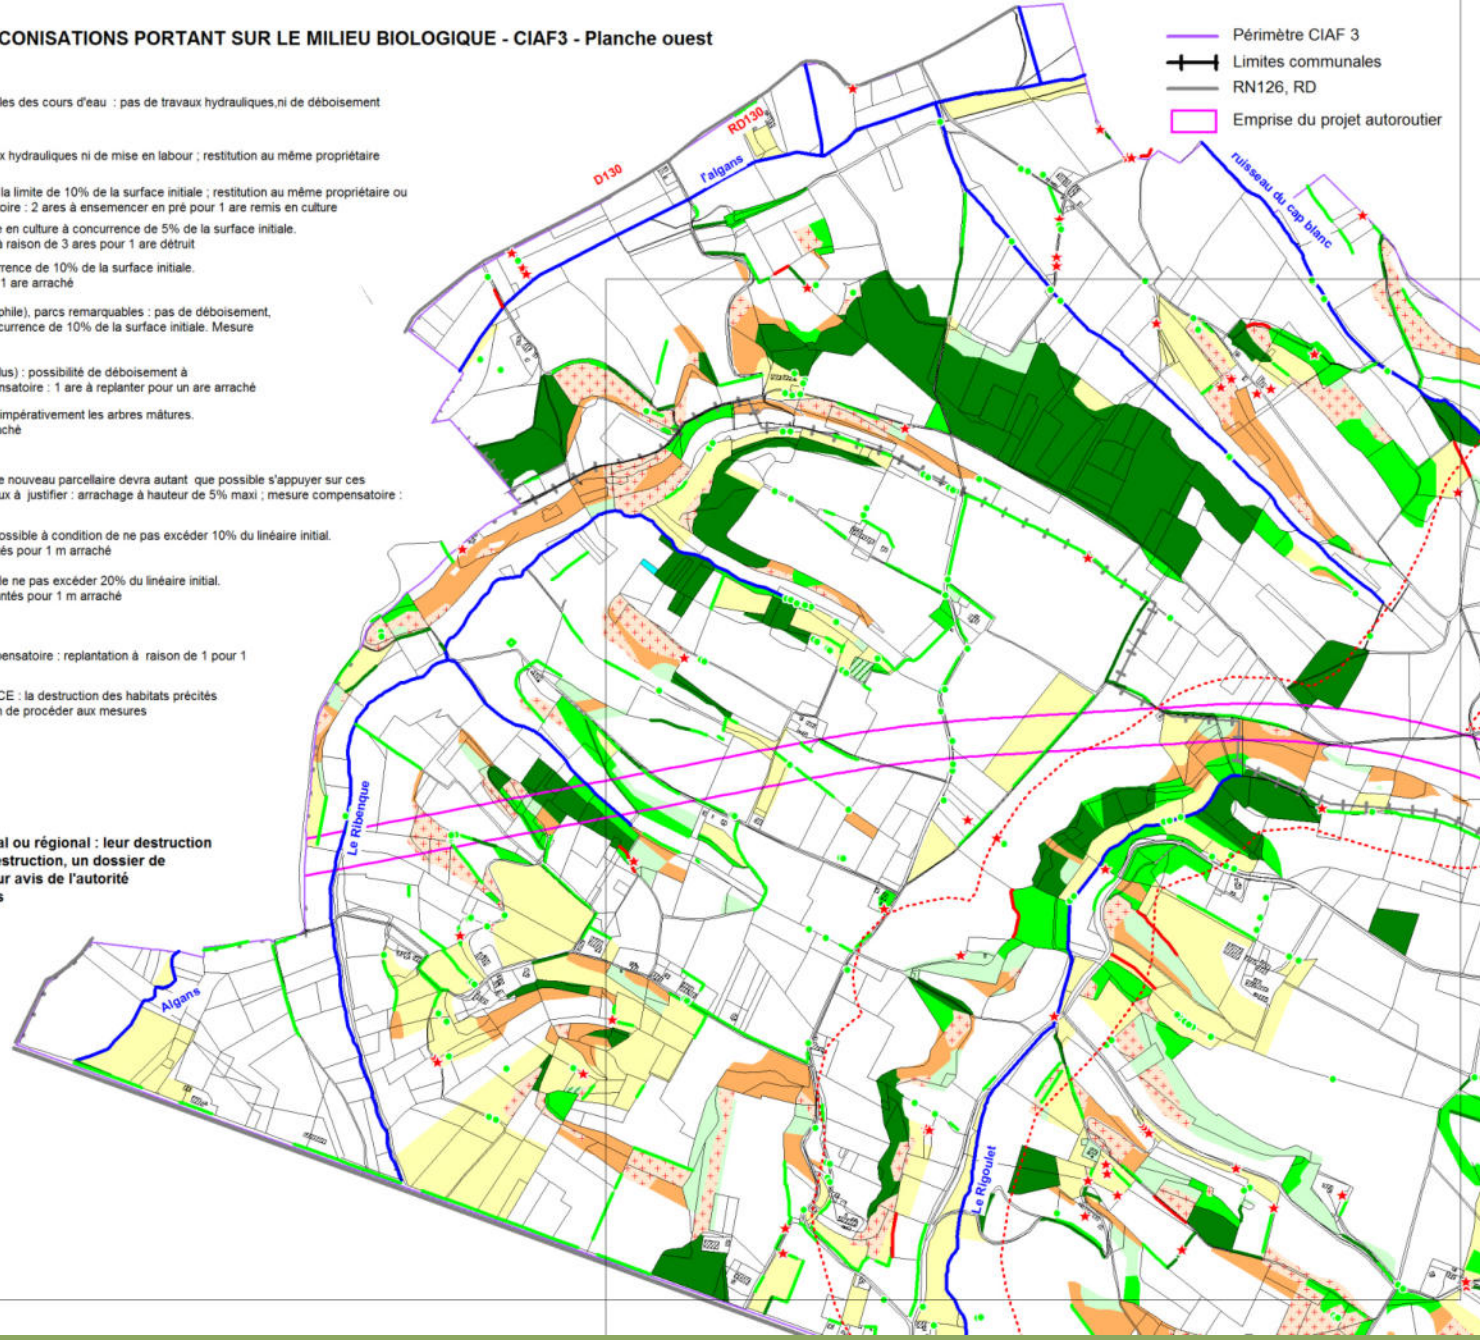 CONISATIONS PORTANT SUR LE MILIEU BIOLOGIQUE - CIAF3 - Planche ouest
les des cours d'eau : pas de travaux hydrauliques,ni de déboisement
x hydrauliques ni de mise en labour ; restitution au même propriétaire
la limite de 10% de la surface initiale ; restitution au même propriétaire ou
oire : 2 ares à ensemencer en pré pour 1 are remis en culture
e en culture à concurrence de 5% de la surface initiale.
à raison de 3 ares pour 1 are détruit
rrence de 10% de la surface initiale.
1 are arraché
phile), parcs remarquables : pas de déboisement,
currence de 10% de la surface initiale. Mesure
lus) : possibilité de déboisement à
ensatoire : 1 are à replanter pour un are arraché
impérativement les arbres mâtures.
ché
e nouveau parcellaire devra autant que possible s'appuyer sur ces
ux à justifier : arrachage à hauteur de 5% maxi ; mesure compensatoire :
ossible à condition de ne pas excéder 10% du linéaire initial.
tés pour 1 m arraché
de ne pas excéder 20% du linéaire initial.
ntés pour 1 m arraché
pensatoire : replantation à raison de 1 pour 1
CE : la destruction des habitats précités
n de procéder aux mesures
al ou régional : leur destruction
estruction, un dossier de
ur avis de l'autorité
s
Périmètre CIAF 3
Limites communales
RN126, RD
Emprise du projet autoroutier
RD130
D130
l'algans
ruisseau du cap blanc
Le Ribenque
Algans
Le Rigoulet